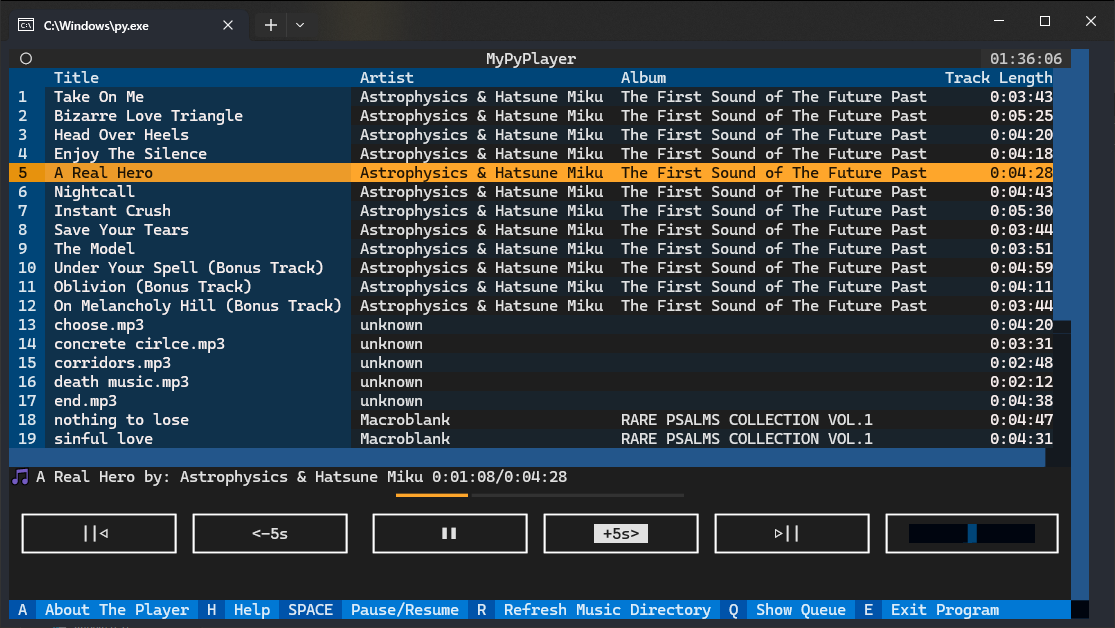 C:\Windows\py.exe
MyPyPlayer 01:36:06
Title Artist Album Track Length
1 Take On Me Astrophysics & Hatsune Miku The First Sound of The Future Past 0:03:43
2 Bizarre Love Triangle Astrophysics & Hatsune Miku The First Sound of The Future Past 0:05:25
3 Head Over Heels Astrophysics & Hatsune Miku The First Sound of The Future Past 0:04:20
4 Enjoy The Silence Astrophysics & Hatsune Miku The First Sound of The Future Past 0:04:18
5 A Real Hero Astrophysics & Hatsune Miku The First Sound of The Future Past 0:04:28
6 Nightcall Astrophysics & Hatsune Miku The First Sound of The Future Past 0:04:43
7 Instant Crush Astrophysics & Hatsune Miku The First Sound of The Future Past 0:05:30
8 Save Your Tears Astrophysics & Hatsune Miku The First Sound of The Future Past 0:03:44
9 The Model Astrophysics & Hatsune Miku The First Sound of The Future Past 0:03:51
10 Under Your Spell (Bonus Track) Astrophysics & Hatsune Miku The First Sound of The Future Past 0:04:59
11 Oblivion (Bonus Track) Astrophysics & Hatsune Miku The First Sound of The Future Past 0:04:11
12 On Melancholy Hill (Bonus Track) Astrophysics & Hatsune Miku The First Sound of The Future Past 0:03:44
13 choose.mp3 unknown 0:04:20
14 concrete cirlce.mp3 unknown 0:03:31
15 corridors.mp3 unknown 0:02:48
16 death music.mp3 unknown 0:02:12
17 end.mp3 unknown 0:04:38
18 nothing to lose Macroblank RARE PSALMS COLLECTION VOL.1 0:04:47
19 sinful love Macroblank RARE PSALMS COLLECTION VOL.1 0:04:31
A Real Hero by: Astrophysics & Hatsune Miku 0:01:08/0:04:28
<-5s +5s>
A About The Player H Help SPACE Pause/Resume R Refresh Music Directory Q Show Queue E Exit Program